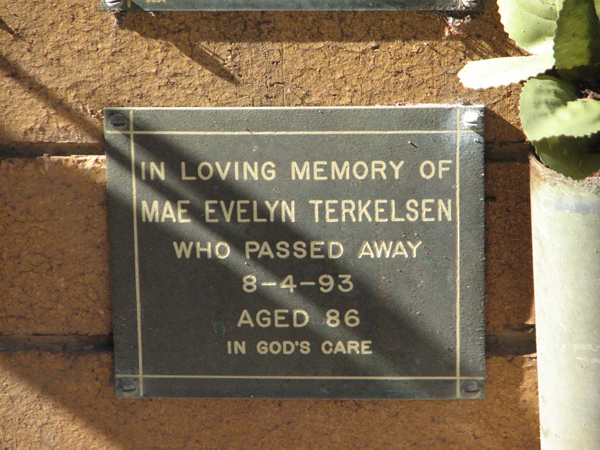 IN LOVING MEMORY OF
MAE EVELYN TERKELSEN
WHO PASSED AWAY
8-4-93
AGED 86
IN GOD'S CARE